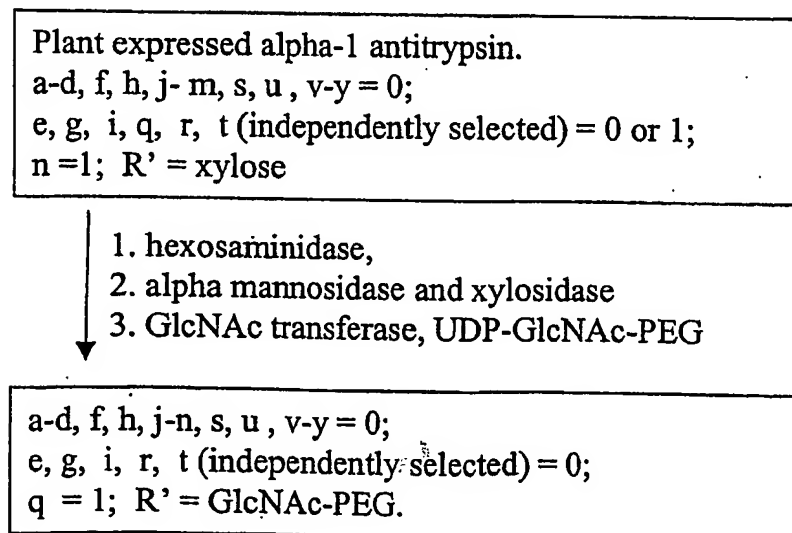 Plant expressed alpha-1 antitrypsin.
a-d, f, h, j- m, s, u , v-y = 0;
e, g, i, q, r, t (independently selected) = 0 or 1;
n =1; R’ = xylose
1. hexosaminidase,
2. alpha mannosidase and xylosidase
3. GlcNAc transferase, UDP-GlcNAc-PEG
a-d, f, h, j-n, s, u , v-y = 0;
e, g, i, r, t (independently selected) = 0;
q = 1; R’ = GlcNAc-PEG.